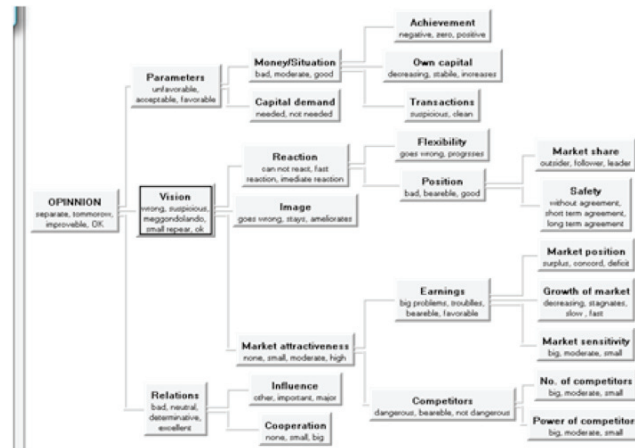 Achievement
negative, zero, positive
Money/Situation
bad, moderate, good
Own capital
decreasing, stabile, increases
Parameters
unfavorable,
acceptable, favorable
Capital demand
needed, not needed
Transactions
suspicious, clean
Flexibility
goes wrong, progrsses
Reaction
can not react, fast
reaction, imediate reaction
Market share
outsider, follower, leader
Position
bad, beareble, good
OPINNION
separate, tommorow,
improveble, OK
Vision
wrong, suspicious,
meggondolando,
small repear, ok
Image
goes wrong, stays, ameliorates
Safety
without agreement,
short term agreement,
long term agreement
Market position
surplus, concord, deficit
Earnings
big problems, troublles,
beareble, favorable
Growth of market
decreasing, stagnates,
slow , fast
Market attractiveness
none, small, moderate, high
Market sensitivity
big, moderate, small
Relations
bad, neutral,
determinative,
excellent
Influence
other, important, major
Competitors
dangerous, beareble, not dangerous
No. of competitors
big, moderate, small
Cooperation
none, small, big
Power of competitor
big, moderate, small